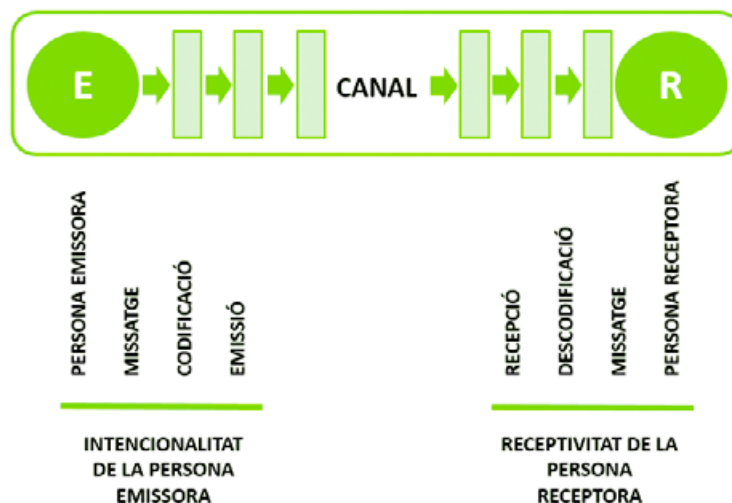 E
CANAL
R
PERSONA EMISSORA
MISSATGE
CODIFICACIÓ
EMISSIÓ
RECEPCIÓ
DESCODIFICACIÓ
MISSATGE
PERSONA RECEPTORA
INTENCIONALITAT
DE LA PERSONA
EMISSORA
RECEPTIVITAT DE LA
PERSONA
RECEPTORA